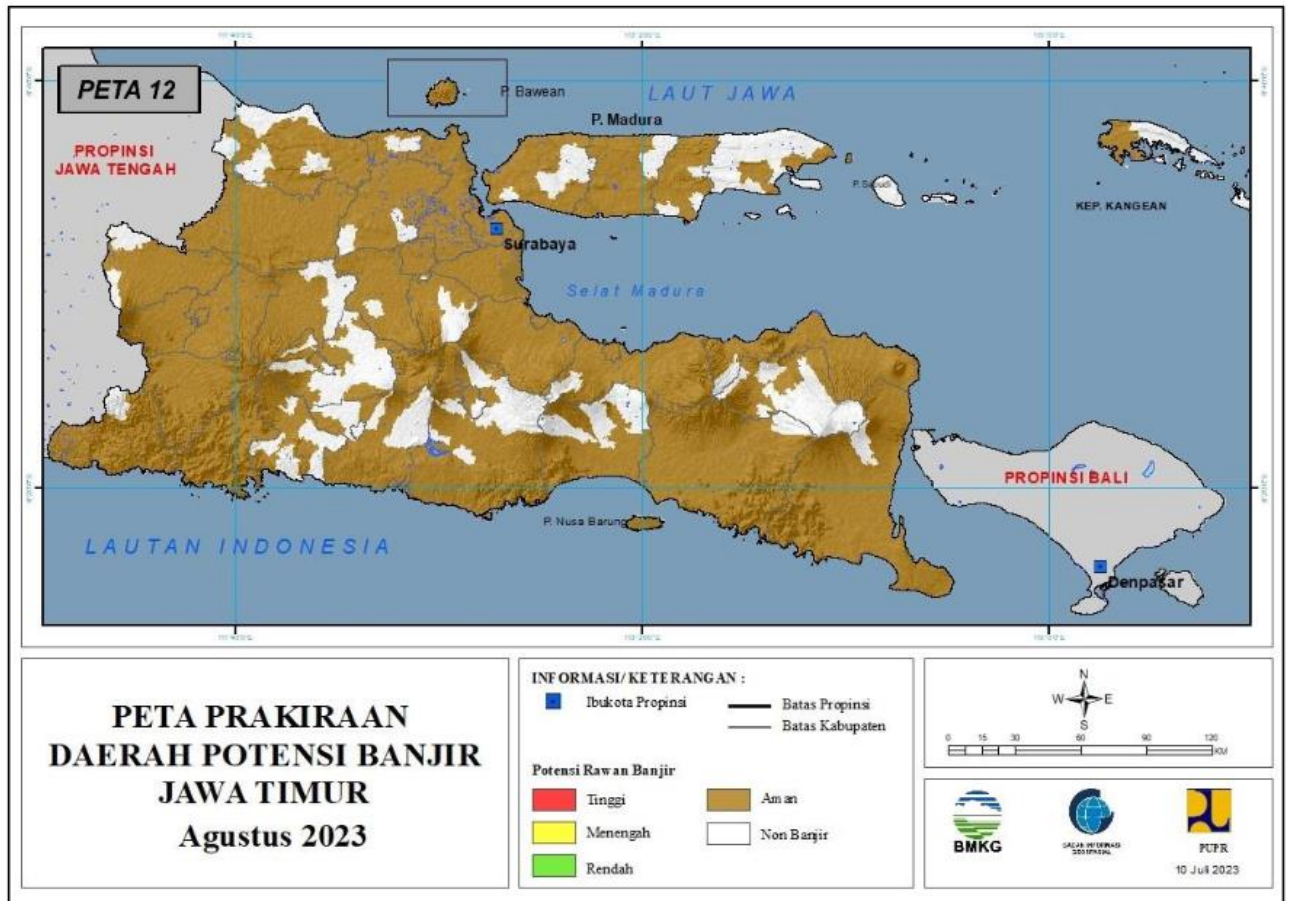 PETA 12
P. Bawean
LAUT JAWA
P. Madura
PROPINSI
JAWA TENGAH
KEP. KANGEAN
Surabaya
Selat Madura
PROPINSI BALI
P. Nusa Barung
LAUTAN INDONESIA
Denpasar
PETA PRAKIRAAN
DAERAH POTENSI BANJIR
JAWA TIMUR
Agustus 2023
INFORMASI/KETERANGAN :
Ibukota Propinsi
Batas Propinsi
Batas Kabupaten
Potensi Rawan Banjir
Tinggi
Menengah
Rendah
Aman
Non Banjir
N
W E
S
0 15 30 60 90 120
KM
BMKG
BADAN INFORMASI
GEOSPASIAL
PUPR
10 Juli 2023